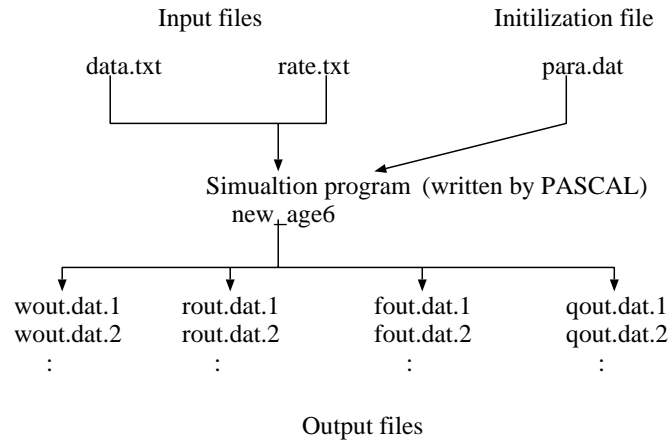 Input files Initilization file
data.txt rate.txt para.dat
Simualtion program (written by PASCAL)
new_age6
wout.dat.1 rout.dat.1 fout.dat.1 qout.dat.1
wout.dat.2 rout.dat.2 fout.dat.2 qout.dat.2
: : : :
Output files